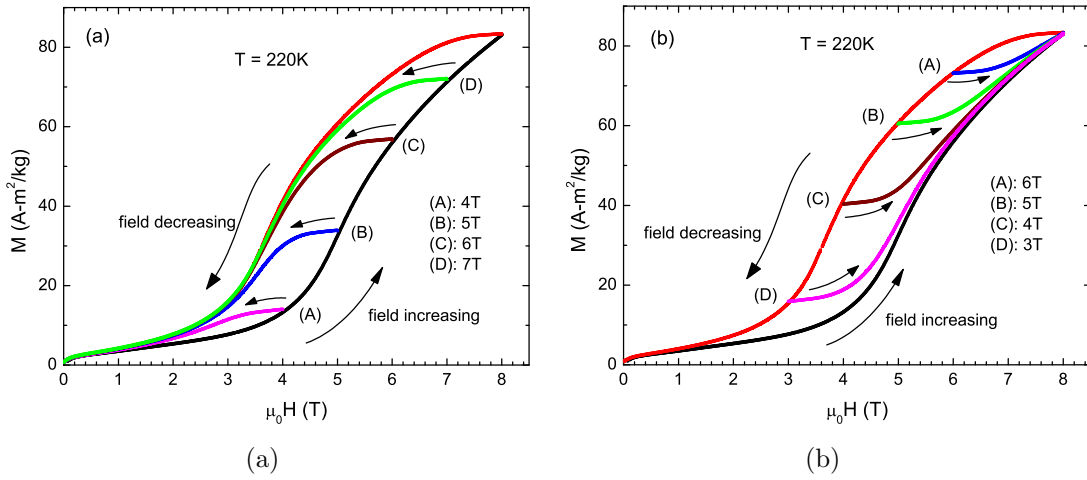 (a)
T = 220K
M (A-m²/kg)
80
60
40
20
0
(D)
(C)
(B)
(A)
(A): 4T
(B): 5T
(C): 6T
(D): 7T
field decreasing
field increasing
0 1 2 3 4 5 6 7 8
μ₀H (T)
(a)
(b)
T = 220K
M (A-m²/kg)
80
60
40
20
0
(A)
(B)
(C)
(D)
(A): 6T
(B): 5T
(C): 4T
(D): 3T
field decreasing
field increasing
0 1 2 3 4 5 6 7 8
μ₀H (T)
(b)